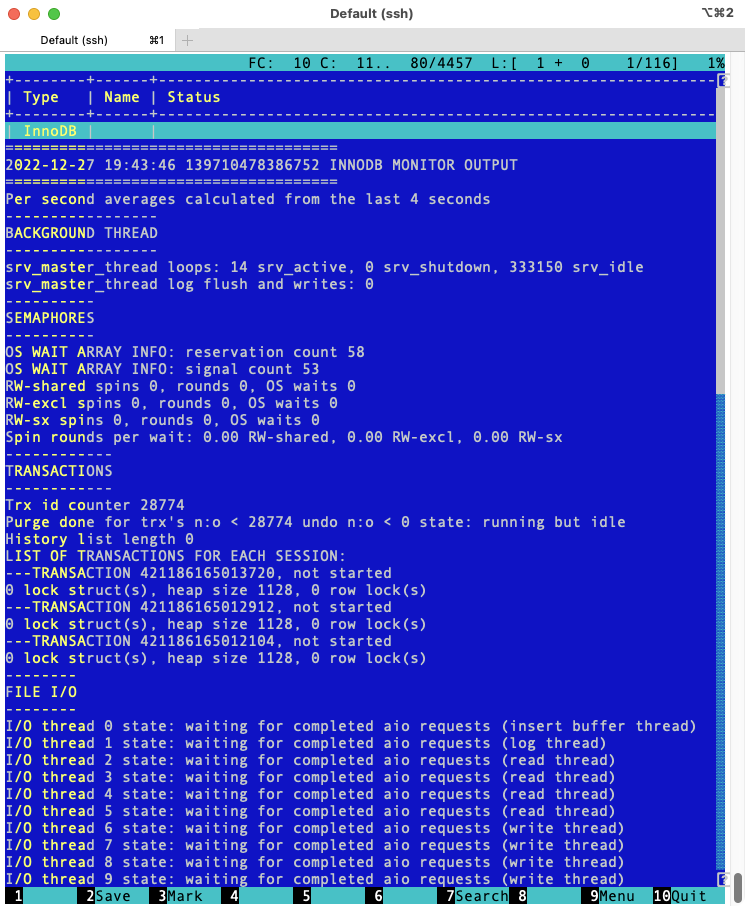 Default (ssh)
⌥⌘2
Default (ssh) ⌘1 +
FC: 10 C: 11.. 80/4457 L:[ 1 + 0 1/116] 1%
+--------+------+---------------------------------------------------------------?
| Type | Name | Status
+--------+------+---------------------------------------------------------------
| InnoDB | |
=====================================
2022-12-27 19:43:46 139710478386752 INNODB MONITOR OUTPUT
=====================================
Per second averages calculated from the last 4 seconds
-----------------
BACKGROUND THREAD
-----------------
srv_master_thread loops: 14 srv_active, 0 srv_shutdown, 333150 srv_idle
srv_master_thread log flush and writes: 0
----------
SEMAPHORES
----------
OS WAIT ARRAY INFO: reservation count 58
OS WAIT ARRAY INFO: signal count 53
RW-shared spins 0, rounds 0, OS waits 0
RW-excl spins 0, rounds 0, OS waits 0
RW-sx spins 0, rounds 0, OS waits 0
Spin rounds per wait: 0.00 RW-shared, 0.00 RW-excl, 0.00 RW-sx
------------
TRANSACTIONS
------------
Trx id counter 28774
Purge done for trx's n:o < 28774 undo n:o < 0 state: running but idle
History list length 0
LIST OF TRANSACTIONS FOR EACH SESSION:
---TRANSACTION 421186165013720, not started
0 lock struct(s), heap size 1128, 0 row lock(s)
---TRANSACTION 421186165012912, not started
0 lock struct(s), heap size 1128, 0 row lock(s)
---TRANSACTION 421186165012104, not started
0 lock struct(s), heap size 1128, 0 row lock(s)
--------
FILE I/O
--------
I/O thread 0 state: waiting for completed aio requests (insert buffer thread)
I/O thread 1 state: waiting for completed aio requests (log thread)
I/O thread 2 state: waiting for completed aio requests (read thread)
I/O thread 3 state: waiting for completed aio requests (read thread)
I/O thread 4 state: waiting for completed aio requests (read thread)
I/O thread 5 state: waiting for completed aio requests (read thread)
I/O thread 6 state: waiting for completed aio requests (write thread)
I/O thread 7 state: waiting for completed aio requests (write thread)
I/O thread 8 state: waiting for completed aio requests (write thread)
I/O thread 9 state: waiting for completed aio requests (write thread) ?
1 2Save 3Mark 4 5 6 7Search 8 9Menu 10Quit